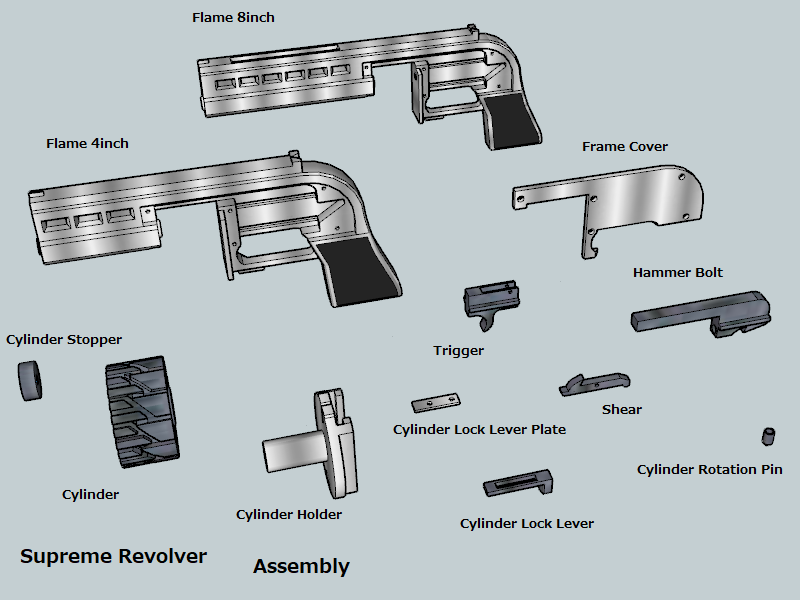 Flame 8inch
Flame 4inch
Frame Cover
Hammer Bolt
Cylinder Stopper
Trigger
Shear
Cylinder Lock Lever Plate
Cylinder Rotation Pin
Cylinder
Cylinder Holder
Cylinder Lock Lever
Supreme Revolver
Assembly